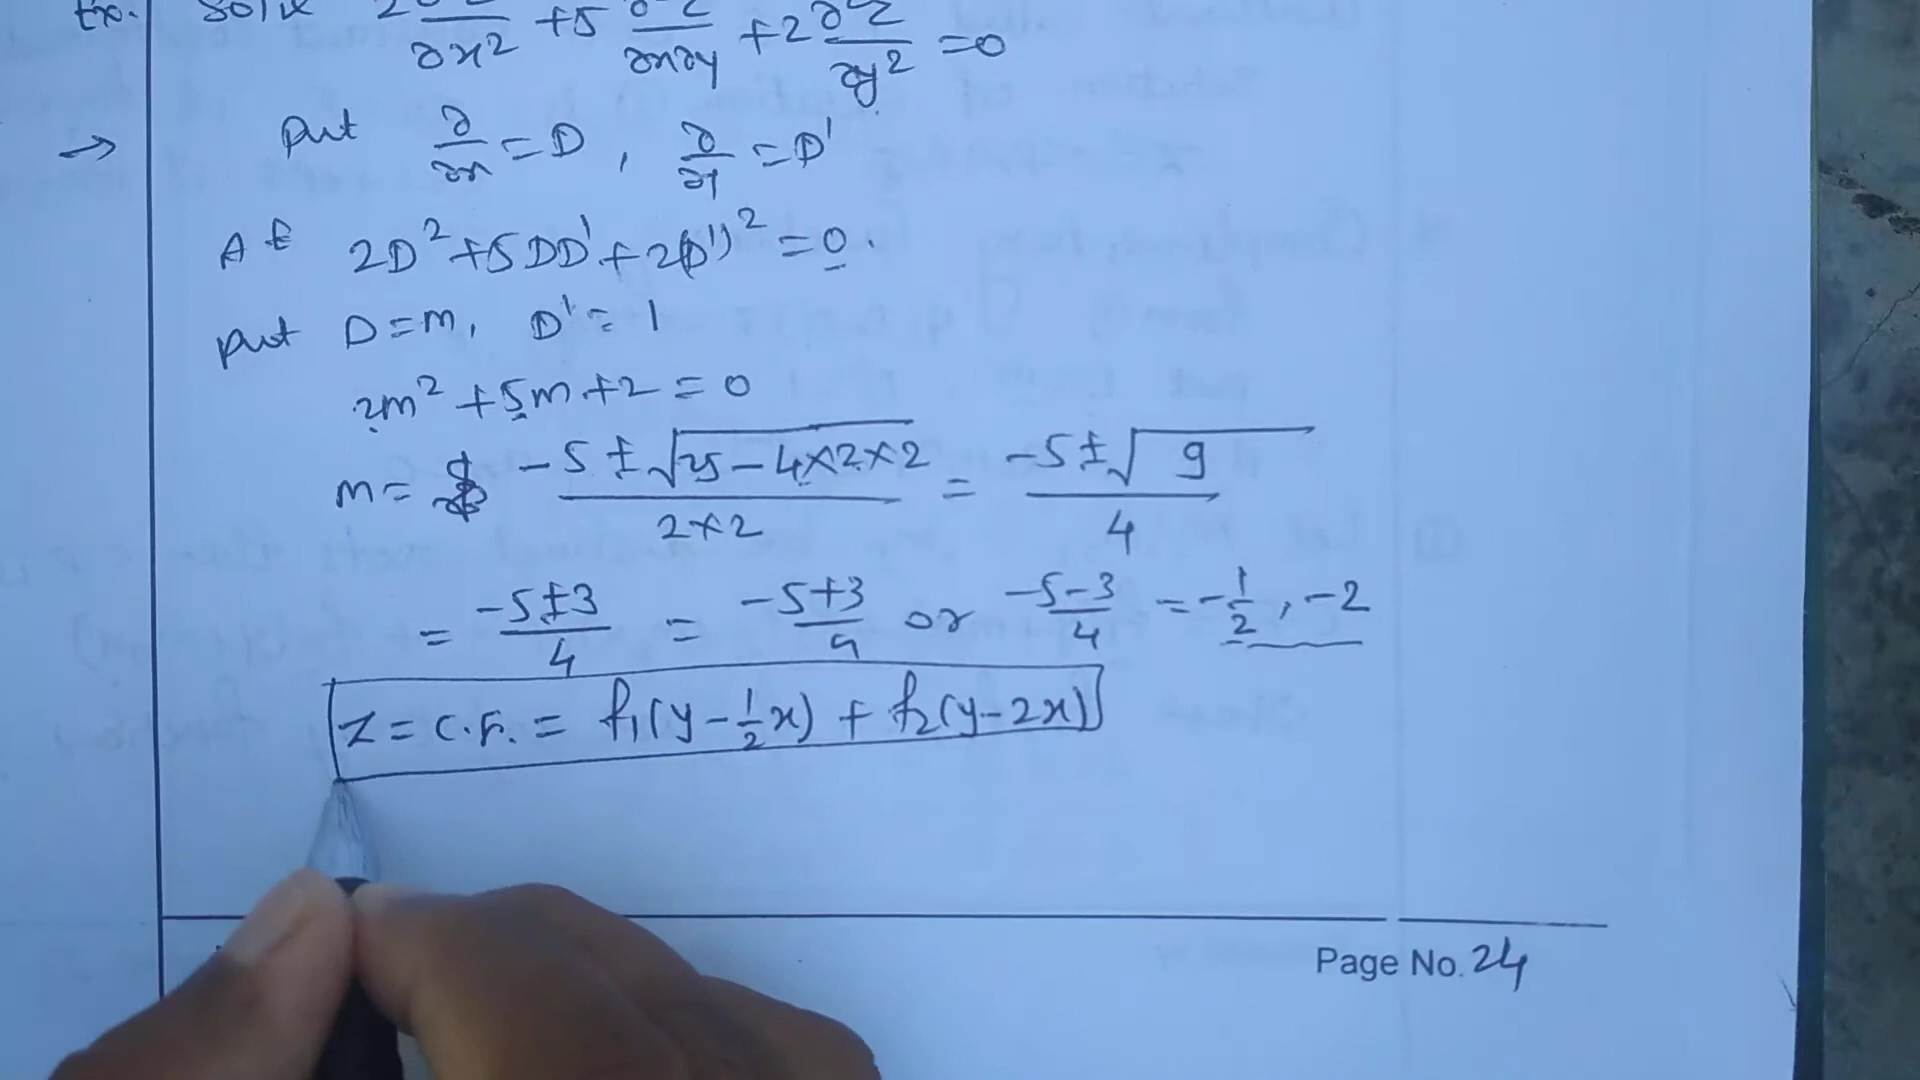 Ex. Solve 2∂²z/∂x² + 5 ∂²z/∂x∂y + 2∂²z/∂y² = 0
→ put ∂/∂x = D , ∂/∂y = D'
A E 2D² + 5DD' + 2(D')² = 0.
put D = m, D' = 1
2m² + 5m + 2 = 0
m = -5 ± √25 - 4×2×2 / 2×2 = -5 ± √9 / 4
= -5±3/4 = -5+3/4 or -5-3/4 = -1/2, -2
z = C.F. = f₁(y - 1/2 x) + f₂(y - 2x)
Page No. 24